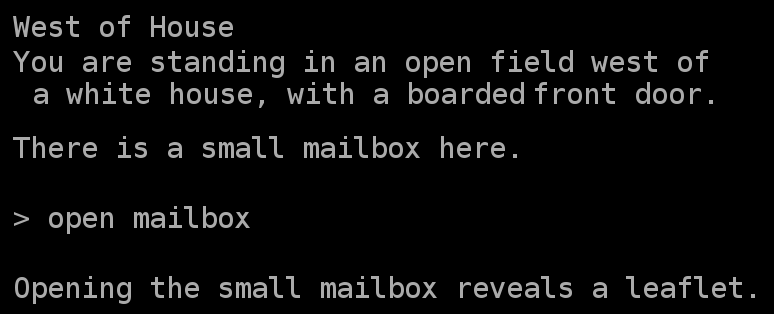 West of House
You are standing in an open field west of
a white house, with a boarded front door.
There is a small mailbox here.
> open mailbox
Opening the small mailbox reveals a leaflet.